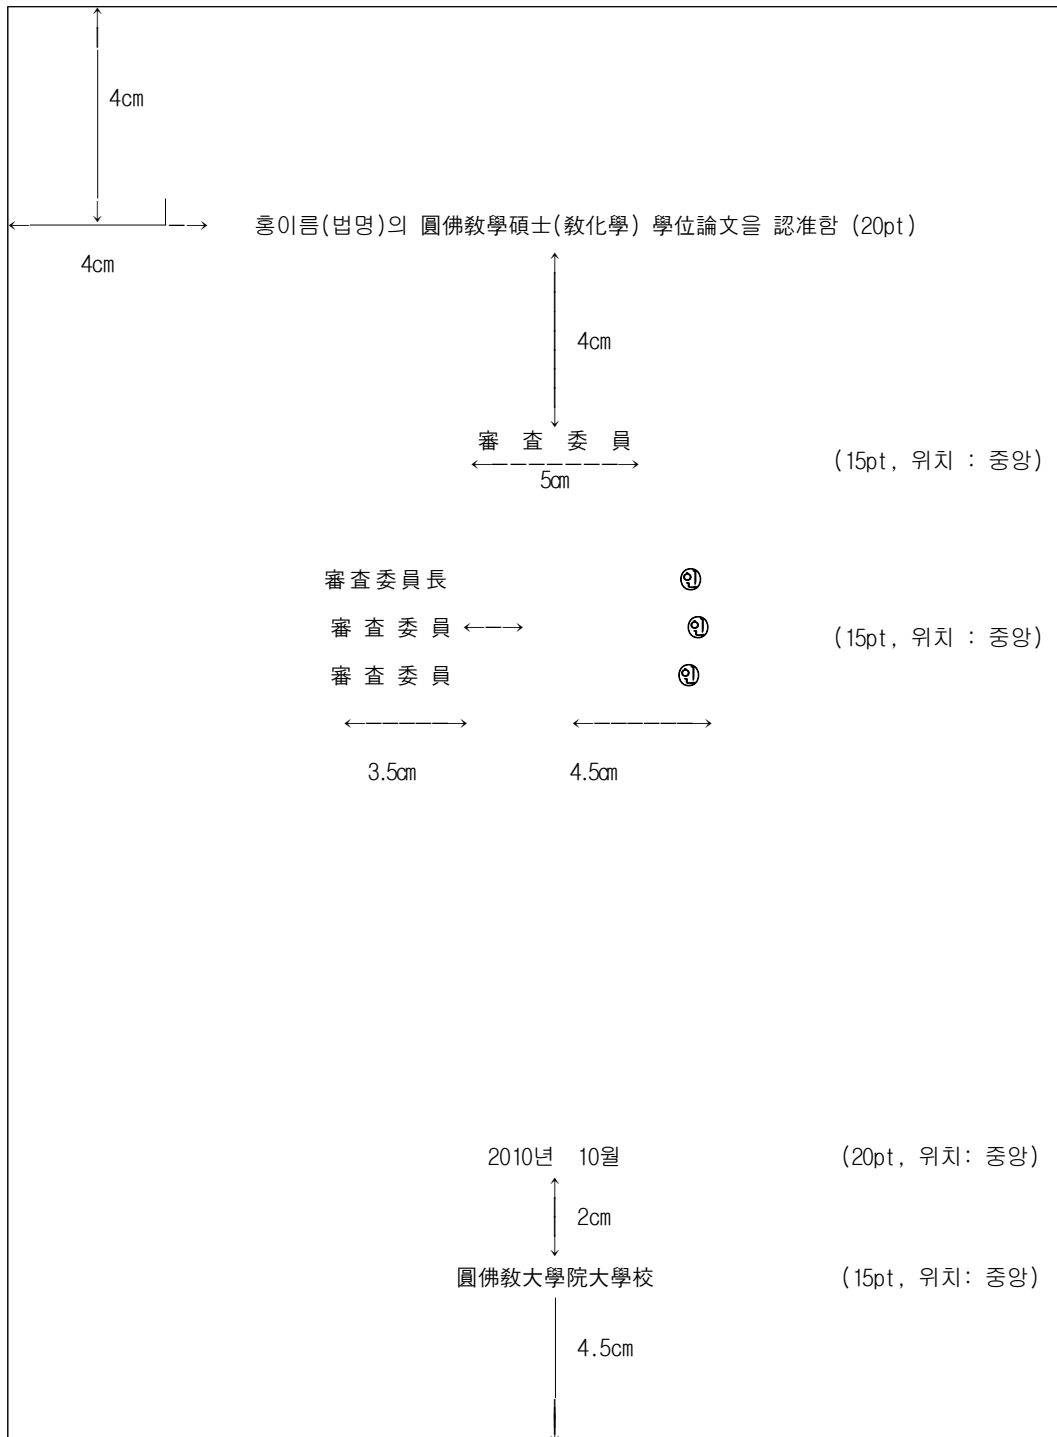 4cm
홍이름(법명)의 圓佛敎學碩士(敎化學) 學位論文을 認准함 (20pt)
4cm
4cm
審 査 委 員
(15pt, 위치 : 중앙)
5㎝
審査委員長 ㊞
審 査 委 員 ㊞
(15pt, 위치 : 중앙)
審 査 委 員 ㊞
3.5㎝ 4.5㎝
2010년 10월 (20pt, 위치: 중앙)
2cm
圓佛敎大學院大學校 (15pt, 위치: 중앙)
4.5cm